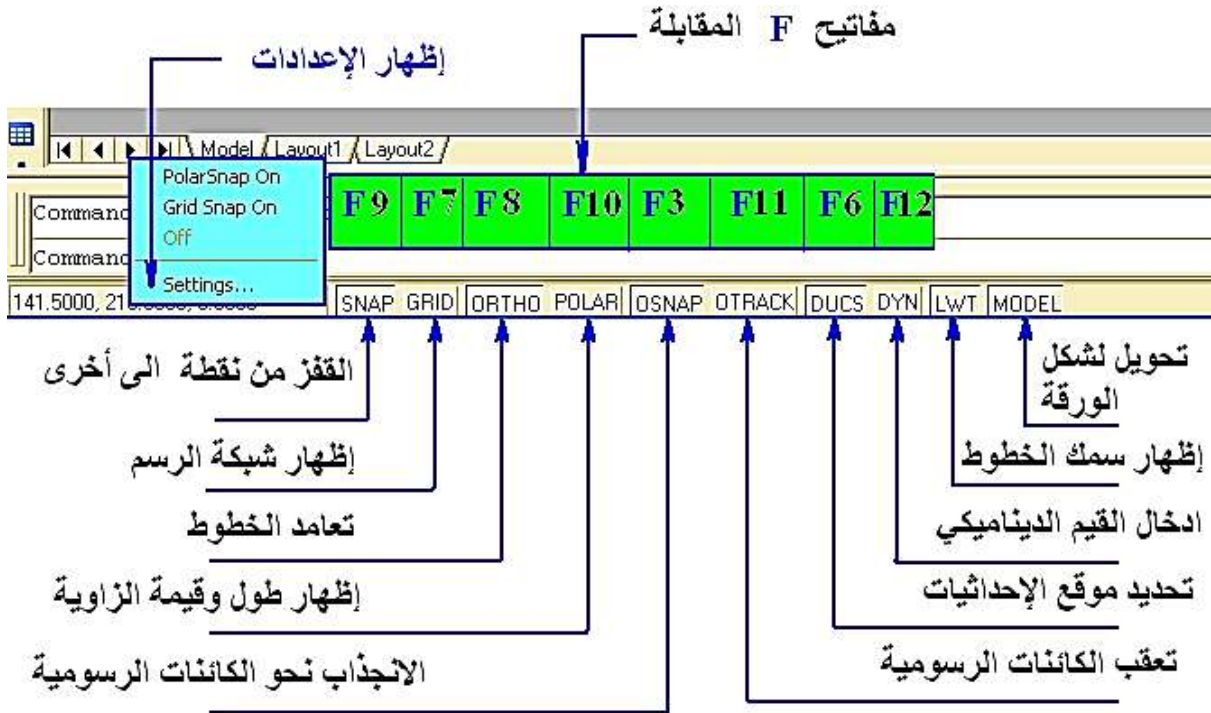 مفاتيح F المقابلة
إظهار الإعدادات
Model / Layout1 / Layout2
PolarSnap On
Grid Snap On
Off
Settings...
Command
Command
F9 F7 F8 F10 F3 F11 F6 F12
141.5000,
SNAP GRID ORTHO POLAR OSNAP OTRACK DUCS DYN LWT MODEL
القفز من نقطة الى أخرى
تحويل لشكل
الورقة
إظهار شبكة الرسم
إظهار سمك الخطوط
تعامد الخطوط
ادخال القيم الديناميكي
إظهار طول وقيمة الزاوية
تحديد موقع الإحداثيات
الانجذاب نحو الكائنات الرسومية
تعقب الكائنات الرسومية